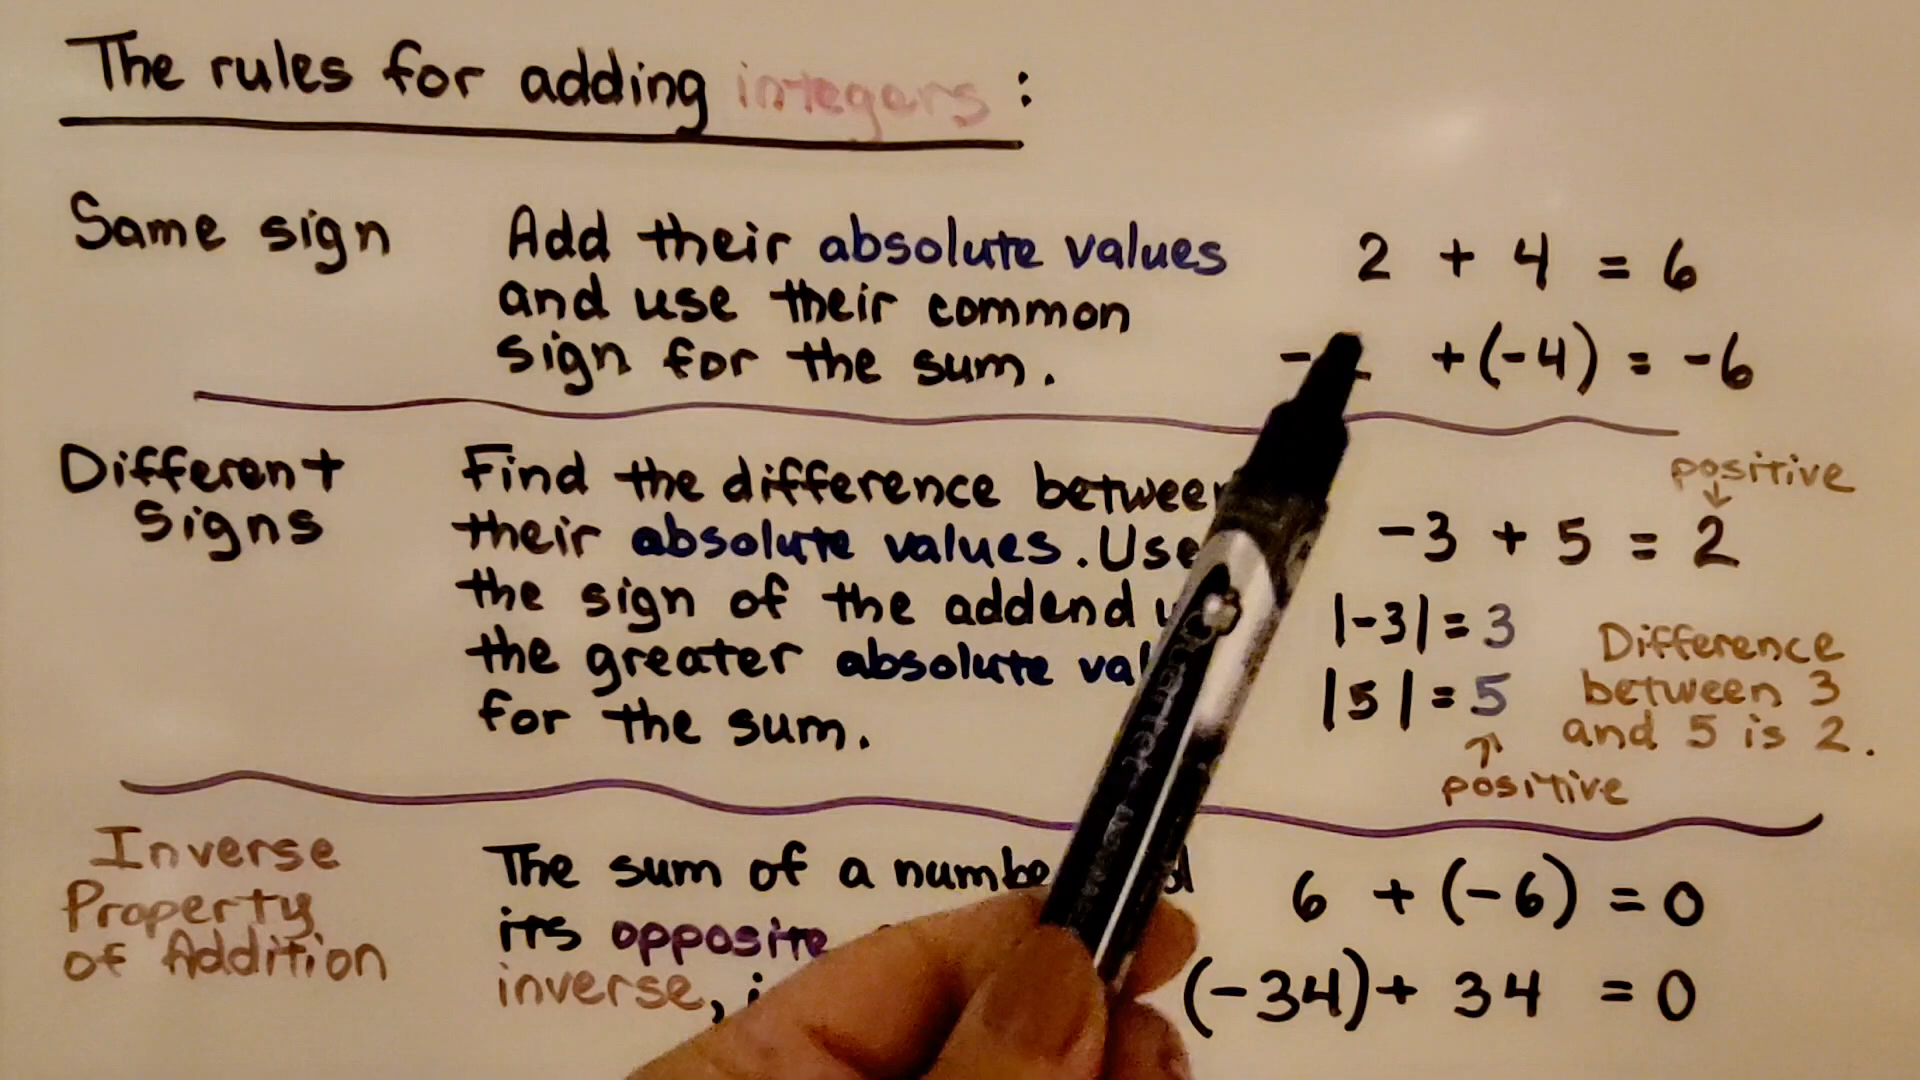 The rules for adding integers :
Same sign
Add their absolute values
and use their common
sign for the sum.
2 + 4 = 6
+ (-4) = -6
Different
Signs
Find the difference between
their absolute values. Use
the sign of the addend
the greater absolute
for the sum.
positive
-3 + 5 = 2
|-3| = 3
|5| = 5
positive
Difference
between 3
and 5 is 2.
Inverse
Property
of Addition
The sum of a number
its opposite
inverse,
6 + (-6) = 0
(-34) + 34 = 0